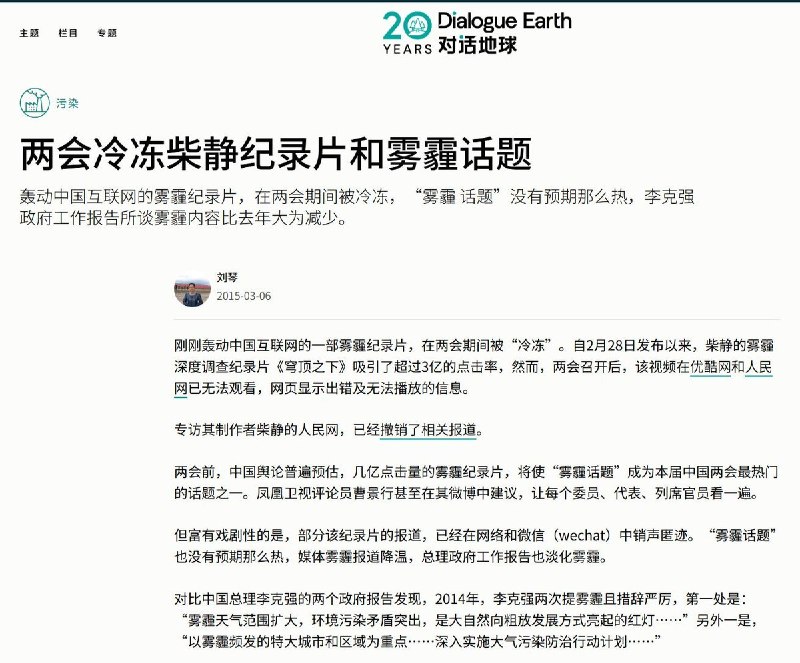 主题 栏目 专题
20 YEARS Dialogue Earth 对话地球
污染
两会冷冻柴静纪录片和雾霾话题
轰动中国互联网的雾霾纪录片，在两会期间被冷冻，“雾霾 话题”没有预期那么热，李克强
政府工作报告所谈雾霾内容比去年大为减少。
刘琴
2015-03-06
刚刚轰动中国互联网的一部雾霾纪录片，在两会期间被“冷冻”。自2月28日发布以来，柴静的雾霾
深度调查纪录片《穹顶之下》吸引了超过3亿的点击率，然而，两会召开后，该视频在优酷网和人民
网已无法观看，网页显示出错及无法播放的信息。
专访其制作者柴静的人民网，已经撤销了相关报道。
两会前，中国舆论普遍预估，几亿点击量的雾霾纪录片，将使“雾霾话题”成为本届中国两会最热门
的话题之一。凤凰卫视评论员曹景行甚至在其微博中建议，让每个委员、代表、列席官员看一遍。
但富有戏剧性的是，部分该纪录片的报道，已经在网络和微信（wechat）中销声匿迹。“雾霾话题”
也没有预期那么热，媒体雾霾报道降温，总理政府工作报告也淡化雾霾。
对比中国总理李克强的两个政府报告发现，2014年，李克强两次提雾霾且措辞严厉，第一处是：
“雾霾天气范围扩大，环境污染矛盾突出，是大自然向粗放发展方式亮起的红灯……”另外一是，
“以雾霾频发的特大城市和区域为重点……深入实施大气污染防治行动计划……”